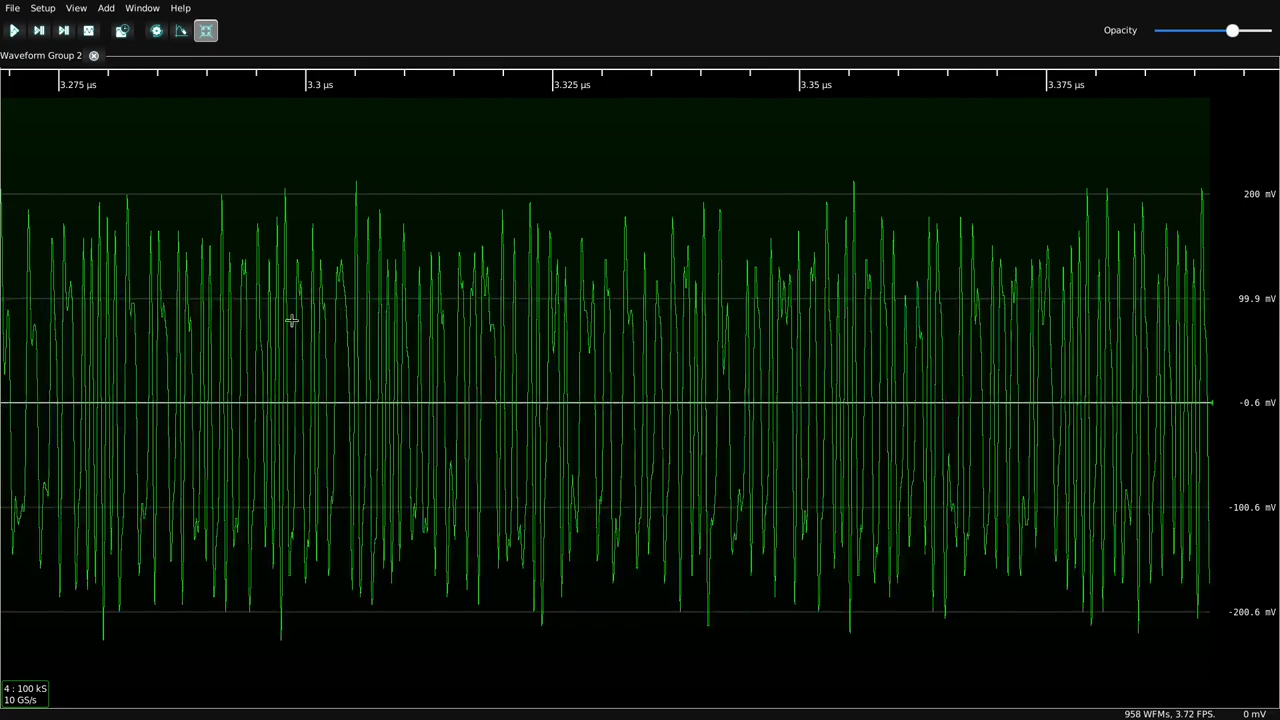 File Setup View Add Window Help
Opacity
Waveform Group 2
3.275 µs 3.3 µs 3.325 µs 3.35 µs 3.375 µs
200 mV
99.9 mV
-0.6 mV
-100.6 mV
-200.6 mV
4 : 100 kS
10 GS/s
958 WFMs, 3.72 FPS. 0 mV